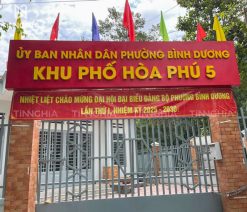 ỦY BAN NHÂN DÂN PHƯỜNG BÌNH DƯƠNG
KHU PHỐ HÒA PHÚ 5
NHIỆT LIỆT CHÀO MỪNG ĐẠI HỘI ĐẠI BIỂU ĐẢNG BỘ PHƯỜNG BÌNH DƯƠNG
LẦN THỨ I, NHIỆM KỲ 2025 - 2030
TINNGHIA